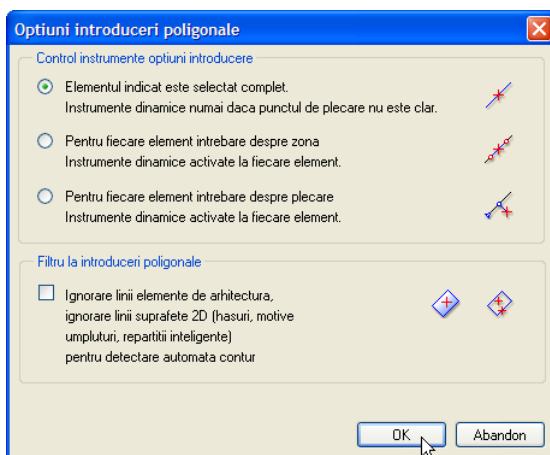 Optiuni introduceri poligonale
Control instrumente optiuni introducere
Elementul indicat este selectat complet.
Instrumente dinamice numai daca punctul de plecare nu este clar.
Pentru fiecare element intrebare despre zona
Instrumente dinamice activate la fiecare element.
Pentru fiecare element intrebare despre plecare
Instrumente dinamice activate la fiecare element.
Filtru la introduceri poligonale
Ignorare linii elemente de arhitectura,
ignorare linii suprafete 2D (hasuri, motive
umpluturi, repartitii inteligente)
pentru detectare automata contur
OK
Abandon